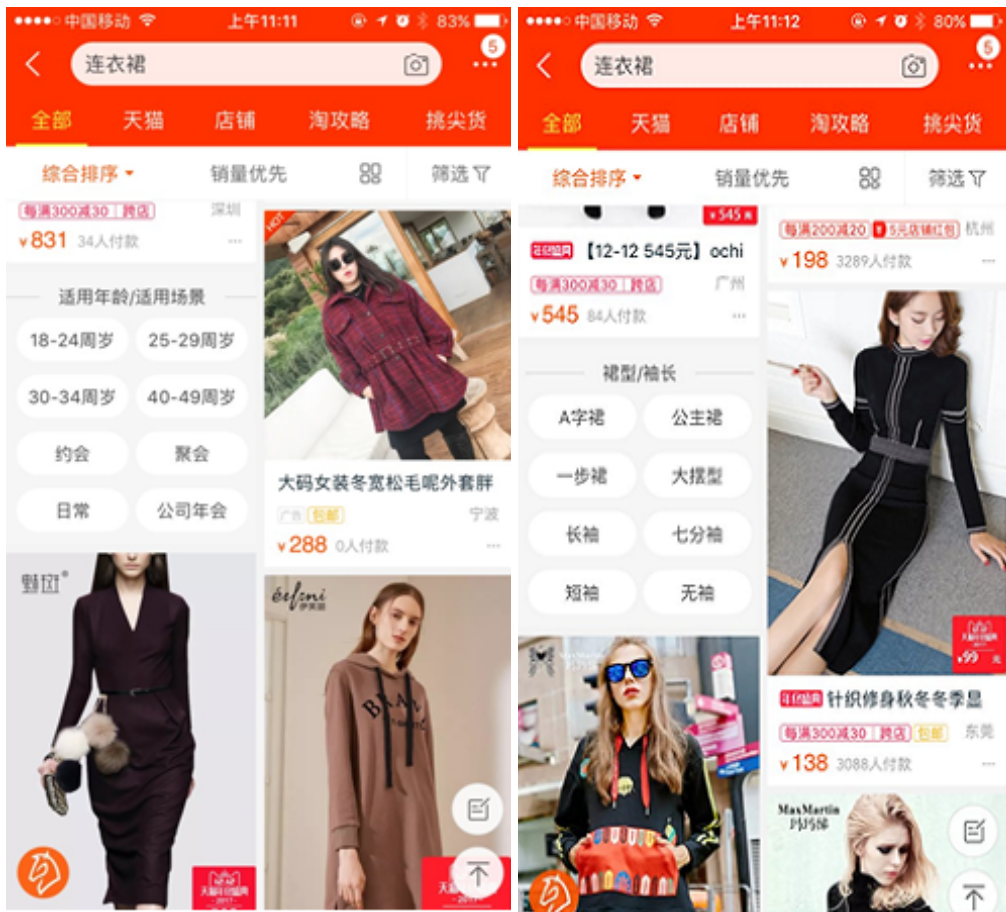 中国移动
上午11:11
83%
连衣裙
5
全部
天猫
店铺
淘攻略
挑尖货
综合排序
销量优先
筛选
每满300减30 跨店
深圳
¥831 34人付款
适用年龄/适用场景
18-24周岁
25-29周岁
30-34周岁
40-49周岁
约会
聚会
日常
公司年会
魅斑
HOT
大码女装冬宽松毛呢外套胖
广告
包邮
宁波
¥288 0人付款
éifini
伊芙丽
中国移动
上午11:12
80%
连衣裙
5
全部
天猫
店铺
淘攻略
挑尖货
综合排序
销量优先
筛选
¥545
【12-12 545元】ochi
每满300减30 跨店
广州
¥545 84人付款
裙型/袖长
A字裙
公主裙
一步裙
大摆型
长袖
七分袖
短袖
无袖
MaxMartin
玛玛绨
每满200减20
5元店铺红包
杭州
¥198 3289人付款
¥99 元
针织修身秋冬冬季显
每满300减30 跨店
包邮
东莞
¥138 3088人付款
MaxMartin
玛玛绨